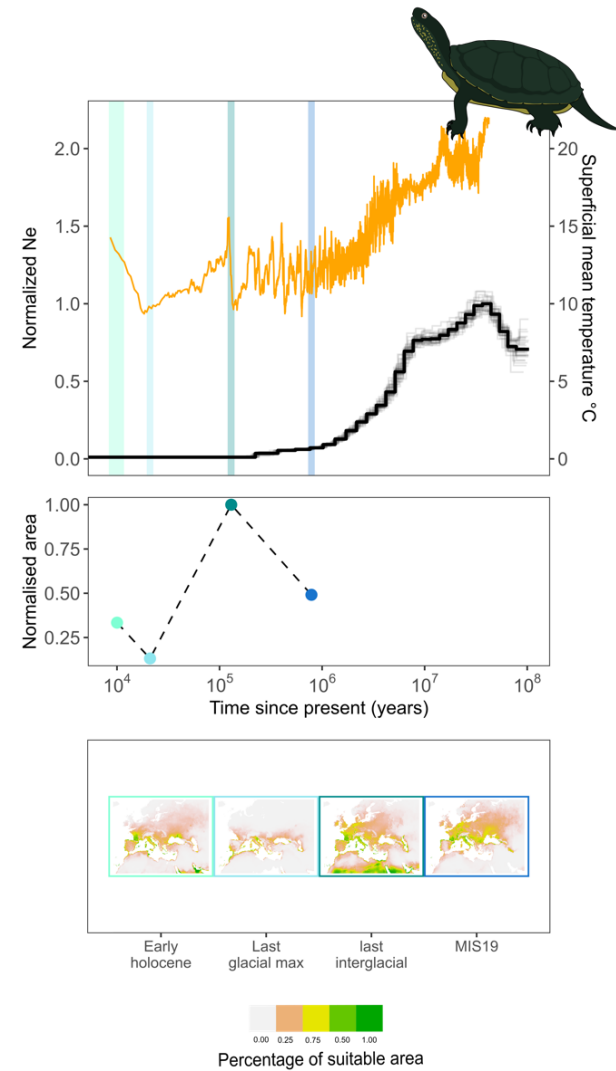 2.0
1.5
1.0
0.5
0.0
Normalized Ne
20
15
10
5
0
Superficial mean temperature °C
1.00
0.75
0.50
0.25
Normalised area
10⁴ 10⁵ 10⁶ 10⁷ 10⁸
Time since present (years)
Early
holocene
Last
glacial max
last
interglacial
MIS19
0.00 0.25 0.75 0.50 1.00
Percentage of suitable area